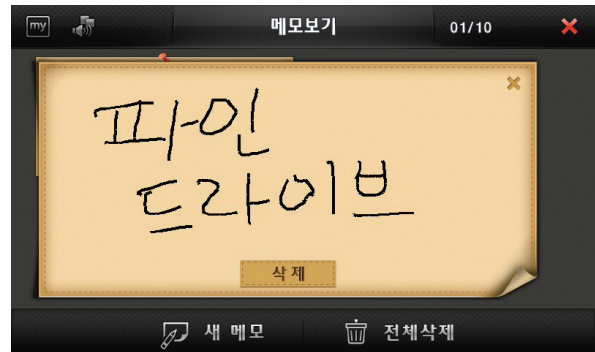 my 메모보기 01/10
파인
드라이브
삭제
새 메모 전체삭제